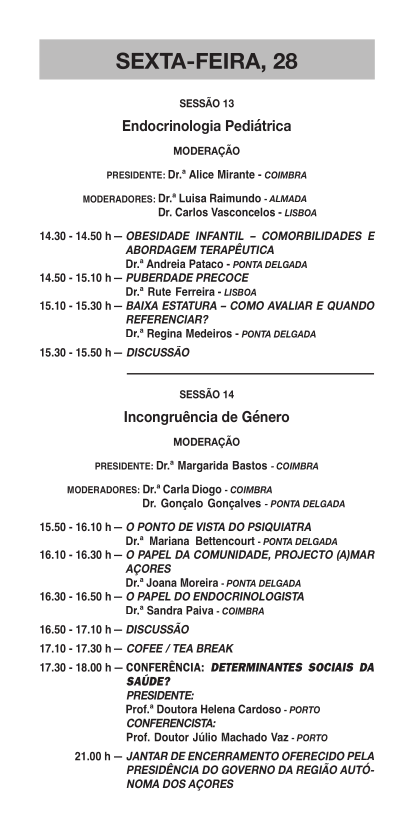 SEXTA-FEIRA, 28
SESSÃO 13
Endocrinologia Pediátrica
MODERAÇÃO
PRESIDENTE: Dr.ª Alice Mirante - COIMBRA
MODERADORES: Dr.ª Luisa Raimundo - ALMADA
Dr. Carlos Vasconcelos - LISBOA
14.30 - 14.50 h — OBESIDADE INFANTIL – COMORBILIDADES E
ABORDAGEM TERAPÊUTICA
Dr.ª Andreia Pataco - PONTA DELGADA
14.50 - 15.10 h — PUBERDADE PRECOCE
Dr.ª Rute Ferreira - LISBOA
15.10 - 15.30 h — BAIXA ESTATURA – COMO AVALIAR E QUANDO
REFERENCIAR?
Dr.ª Regina Medeiros - PONTA DELGADA
15.30 - 15.50 h — DISCUSSÃO
SESSÃO 14
Incongruência de Género
MODERAÇÃO
PRESIDENTE: Dr.ª Margarida Bastos - COIMBRA
MODERADORES: Dr.ª Carla Diogo - COIMBRA
Dr. Gonçalo Gonçalves - PONTA DELGADA
15.50 - 16.10 h — O PONTO DE VISTA DO PSIQUIATRA
Dr.ª Mariana Bettencourt - PONTA DELGADA
16.10 - 16.30 h — O PAPEL DA COMUNIDADE, PROJECTO (A)MAR
AÇORES
Dr.ª Joana Moreira - PONTA DELGADA
16.30 - 16.50 h — O PAPEL DO ENDOCRINOLOGISTA
Dr.ª Sandra Paiva - COIMBRA
16.50 - 17.10 h — DISCUSSÃO
17.10 - 17.30 h — COFEE / TEA BREAK
17.30 - 18.00 h — CONFERÊNCIA: DETERMINANTES SOCIAIS DA
SAÚDE?
PRESIDENTE:
Prof.ª Doutora Helena Cardoso - PORTO
CONFERENCISTA:
Prof. Doutor Júlio Machado Vaz - PORTO
21.00 h — JANTAR DE ENCERRAMENTO OFERECIDO PELA
PRESIDÊNCIA DO GOVERNO DA REGIÃO AUTÓ-
NOMA DOS AÇORES